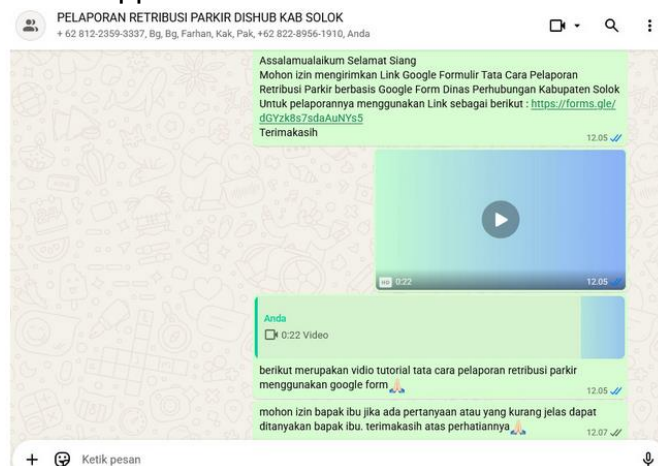 PELAPORAN RETRIBUSI PARKIR DISHUB KAB SOLOK
+ 62 812-2359-3337, Bg, Bg, Farhan, Kak, Pak, +62 822-8956-1910, Anda
Assalamualaikum Selamat Siang
Mohon izin mengirimkan Link Google Formulir Tata Cara Pelaporan
Retribusi Parkir berbasis Google Form Dinas Perhubungan Kabupaten Solok
Untuk pelaporannya menggunakan Link sebagai berikut : https://forms.gle/
dGYzk8s7sdaAuNYs5
Terimakasih
12.05
HD 0:22
12.05
Anda
0:22 Video
berikut merupakan vidio tutorial tata cara pelaporan retribusi parkir
menggunakan google form🙏🏻
12.05
mohon izin bapak ibu jika ada pertanyaan atau yang kurang jelas dapat
ditanyakan bapak ibu. terimakasih atas perhatiannya🙏🏻
12.07
Ketik pesan